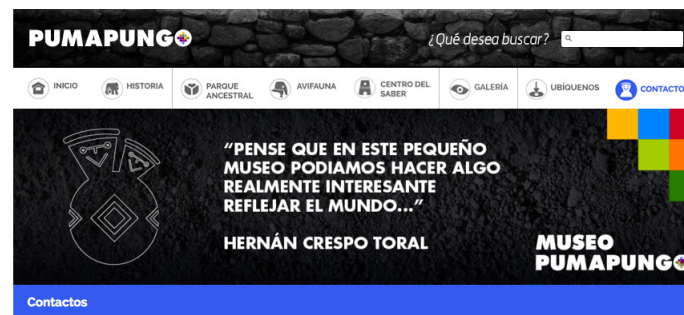 PUMAPUNGO
¿Qué desea buscar?
INICIO
HISTORIA
PARQUE
ANCESTRAL
AVIFAUNA
CENTRO DEL
SABER
GALERÍA
UBÍQUENOS
CONTACTO
“PENSE QUE EN ESTE PEQUEÑO
MUSEO PODIAMOS HACER ALGO
REALMENTE INTERESANTE
REFLEJAR EL MUNDO...”
HERNÁN CRESPO TORAL
MUSEO
PUMAPUNGO
Contactos